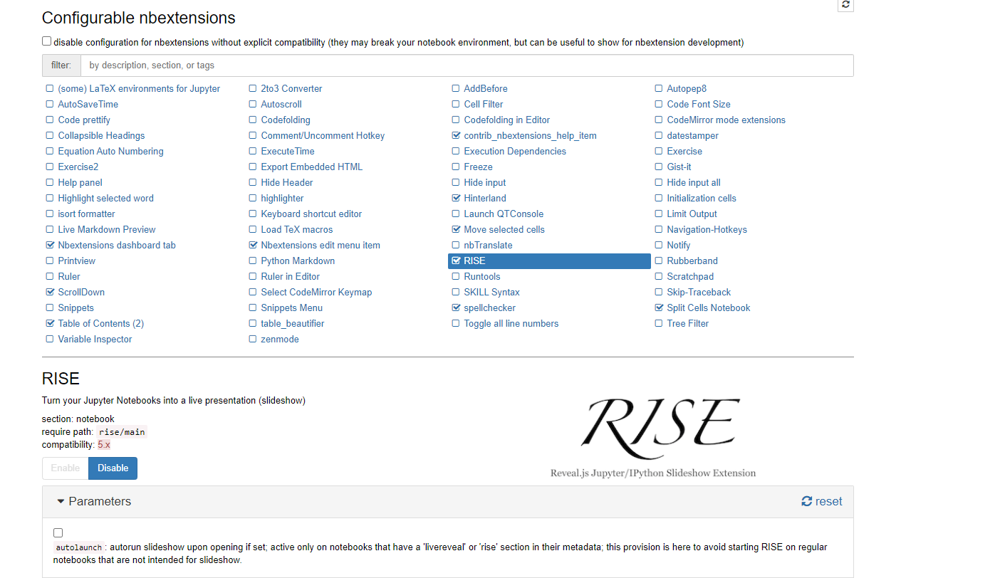 Configurable nbextensions
disable configuration for nbextensions without explicit compatibility (they may break your notebook environment, but can be useful to show for nbextension development)
filter: by description, section, or tags
(some) LaTeX environments for Jupyter 2to3 Converter AddBefore Autopep8
AutoSaveTime Autoscroll Cell Filter Code Font Size
Code prettify Codefolding Codefolding in Editor CodeMirror mode extensions
Collapsible Headings Comment/Uncomment Hotkey contrib_nbextensions_help_item datestamper
Equation Auto Numbering ExecuteTime Execution Dependencies Exercise
Exercise2 Export Embedded HTML Freeze Gist-it
Help panel Hide Header Hide input Hide input all
Highlight selected word highlighter Hinterland Initialization cells
isort formatter Keyboard shortcut editor Launch QTConsole Limit Output
Live Markdown Preview Load TeX macros Move selected cells Navigation-Hotkeys
Nbextensions dashboard tab Nbextensions edit menu item nbTranslate Notify
Printview Python Markdown RISE Rubberband
Ruler Ruler in Editor Runtools Scratchpad
ScrollDown Select CodeMirror Keymap SKILL Syntax Skip-Traceback
Snippets Snippets Menu spellchecker Split Cells Notebook
Table of Contents (2) table_beautifier Toggle all line numbers Tree Filter
Variable Inspector zenmode
RISE
Turn your Jupyter Notebooks into a live presentation (slideshow)
section: notebook
require path: rise/main
compatibility: 5.x
Enable Disable
RISE
Reveal.js Jupyter/IPython Slideshow Extension
Parameters reset
autolaunch: autorun slideshow upon opening if set; active only on notebooks that have a 'livereveal' or 'rise' section in their metadata; this provision is here to avoid starting RISE on regular
notebooks that are not intended for slideshow.